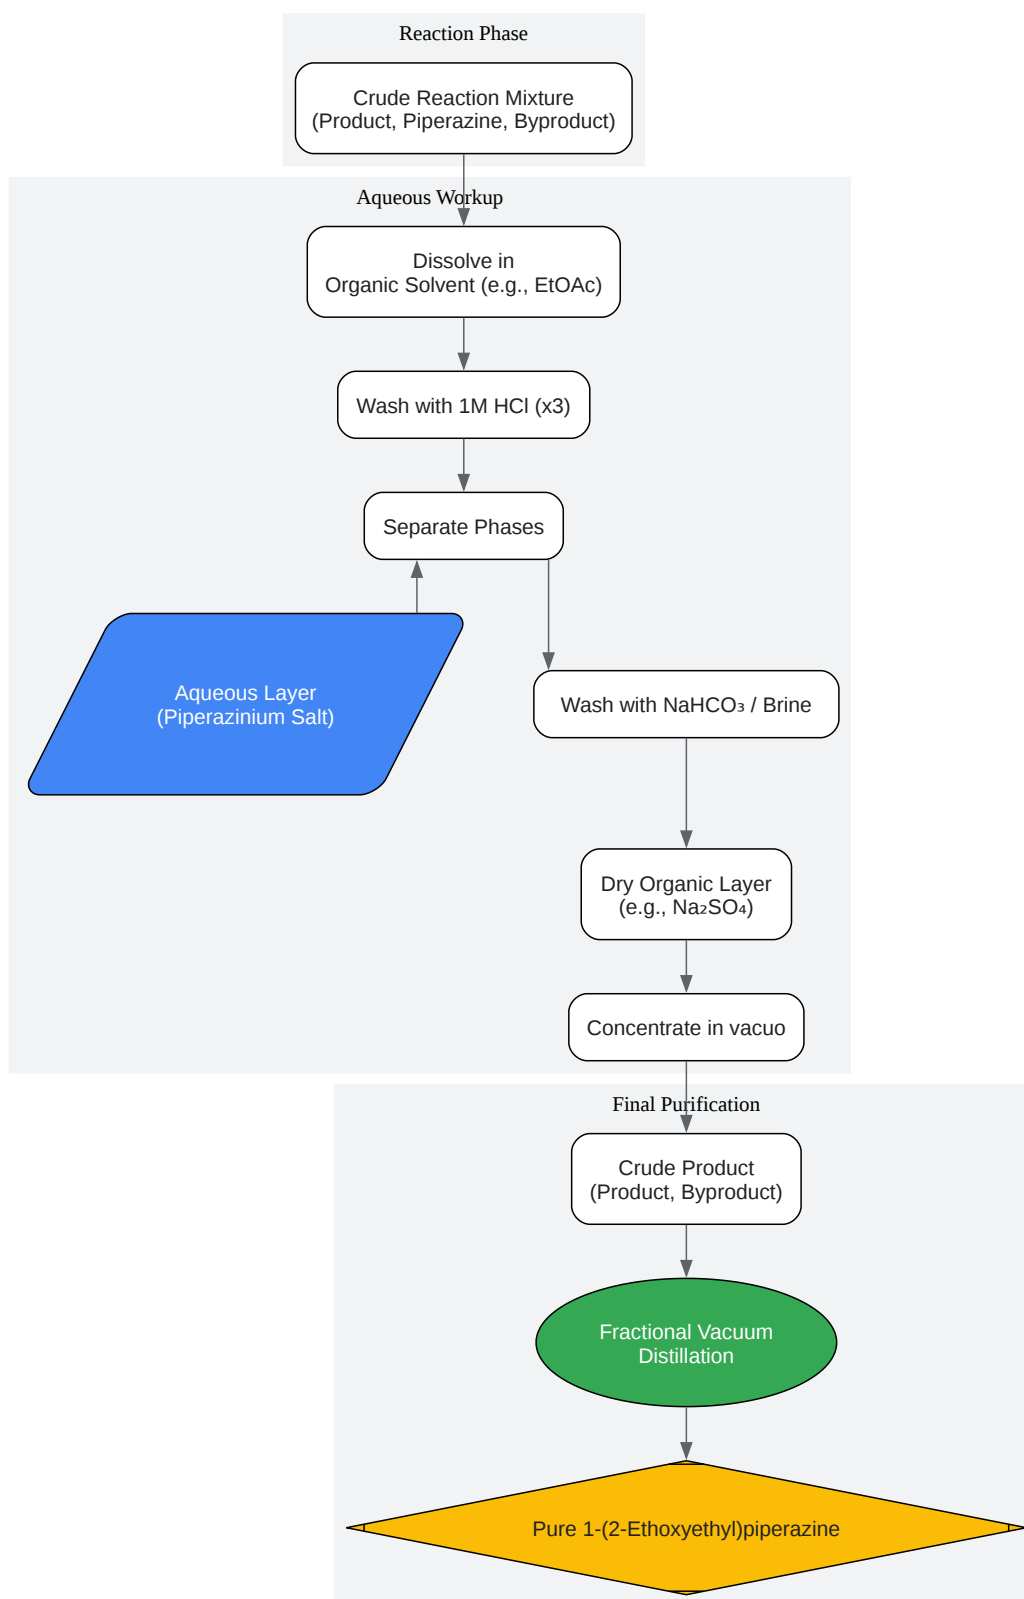 Reaction Phase
Crude Reaction Mixture
(Product, Piperazine, Byproduct)
Aqueous Workup
Dissolve in
Organic Solvent (e.g., EtOAc)
Wash with 1M HCl (x3)
Separate Phases
Aqueous Layer
(Piperazinium Salt)
Wash with NaHCO₃ / Brine
Dry Organic Layer
(e.g., Na₂SO₄)
Concentrate in vacuo
Final Purification
Crude Product
(Product, Byproduct)
Fractional Vacuum
Distillation
Pure 1-(2-Ethoxyethyl)piperazine